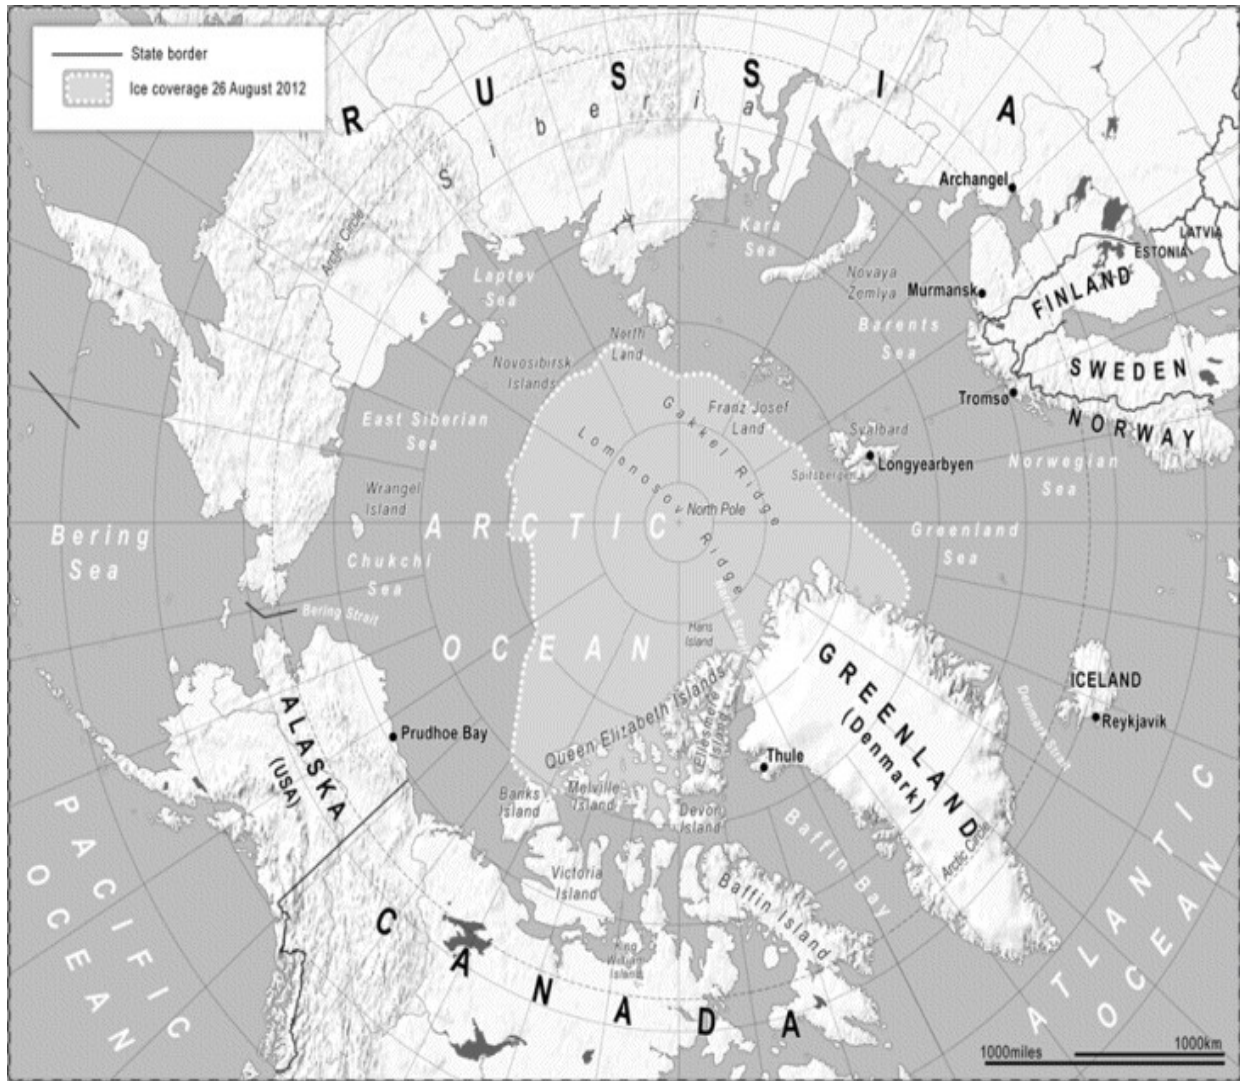 State border
Ice coverage 26 August 2012
RUSSIA
Siberia
Arctic Circle
Archangel
Kara
Sea
LATVIA
ESTONIA
Laptev
Sea
Novaya
Zemlya
Murmansk
FINLAND
Barents
Sea
North
Land
Novosibirsk
Islands
SWEDEN
Tromsø
NORWAY
Gakkel Ridge
Franz Josef
Land
East Siberian
Sea
Lomonosov Ridge
Svalbard
Longyearbyen
Spitsbergen
Norwegian
Sea
Wrangel
Island
North Pole
ARCTIC
OCEAN
Greenland
Sea
Bering
Sea
Chukchi
Sea
Bering Strait
Nares Strait
Hans
Island
GREENLAND
(Denmark)
ICELAND
Reykjavik
Denmark Strait
ALASKA
(USA)
Prudhoe Bay
Queen Elizabeth Islands
Ellesmere
Island
Thule
Banks
Island
Melville
Island
Devon
Island
Baffin Bay
Arctic Circle
PACIFIC
OCEAN
ATLANTIC
OCEAN
Victoria
Island
Baffin Island
King
William
Island
CANADA
1000miles
1000km